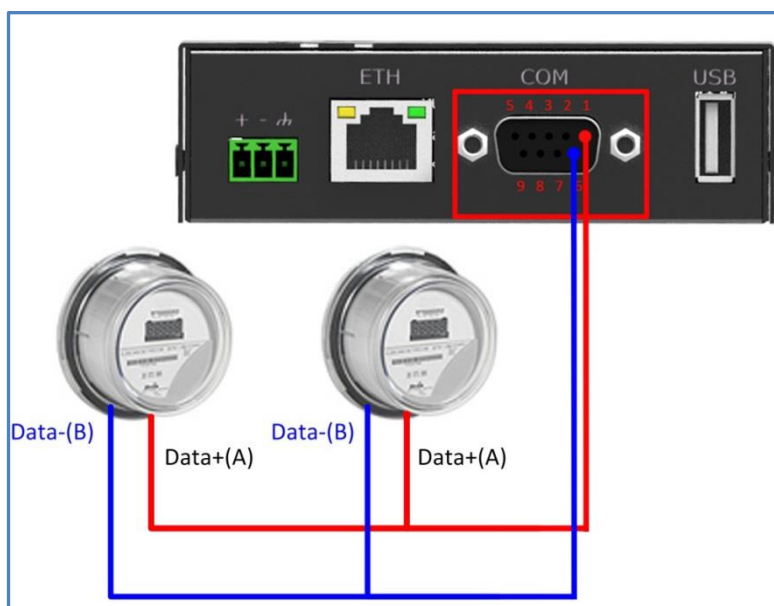 ETH
COM
USB
+ -
5 4 3 2 1
9 8 7 6
Data-(B)
Data+(A)
Data-(B)
Data+(A)